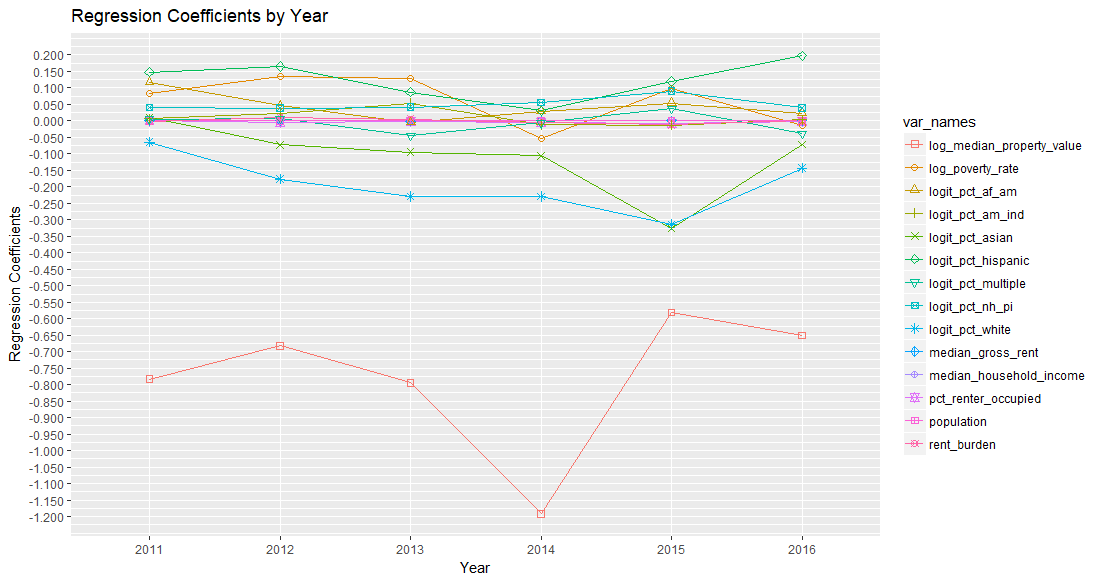 Regression Coefficients by Year
Regression Coefficients
0.200
0.150
0.100
0.050
0.000
-0.050
-0.100
-0.150
-0.200
-0.250
-0.300
-0.350
-0.400
-0.450
-0.500
-0.550
-0.600
-0.650
-0.700
-0.750
-0.800
-0.850
-0.900
-0.950
-1.000
-1.050
-1.100
-1.150
-1.200
2011 2012 2013 2014 2015 2016
Year
var_names
log_median_property_value
log_poverty_rate
logit_pct_af_am
logit_pct_am_ind
logit_pct_asian
logit_pct_hispanic
logit_pct_multiple
logit_pct_nh_pi
logit_pct_white
median_gross_rent
median_household_income
pct_renter_occupied
population
rent_burden